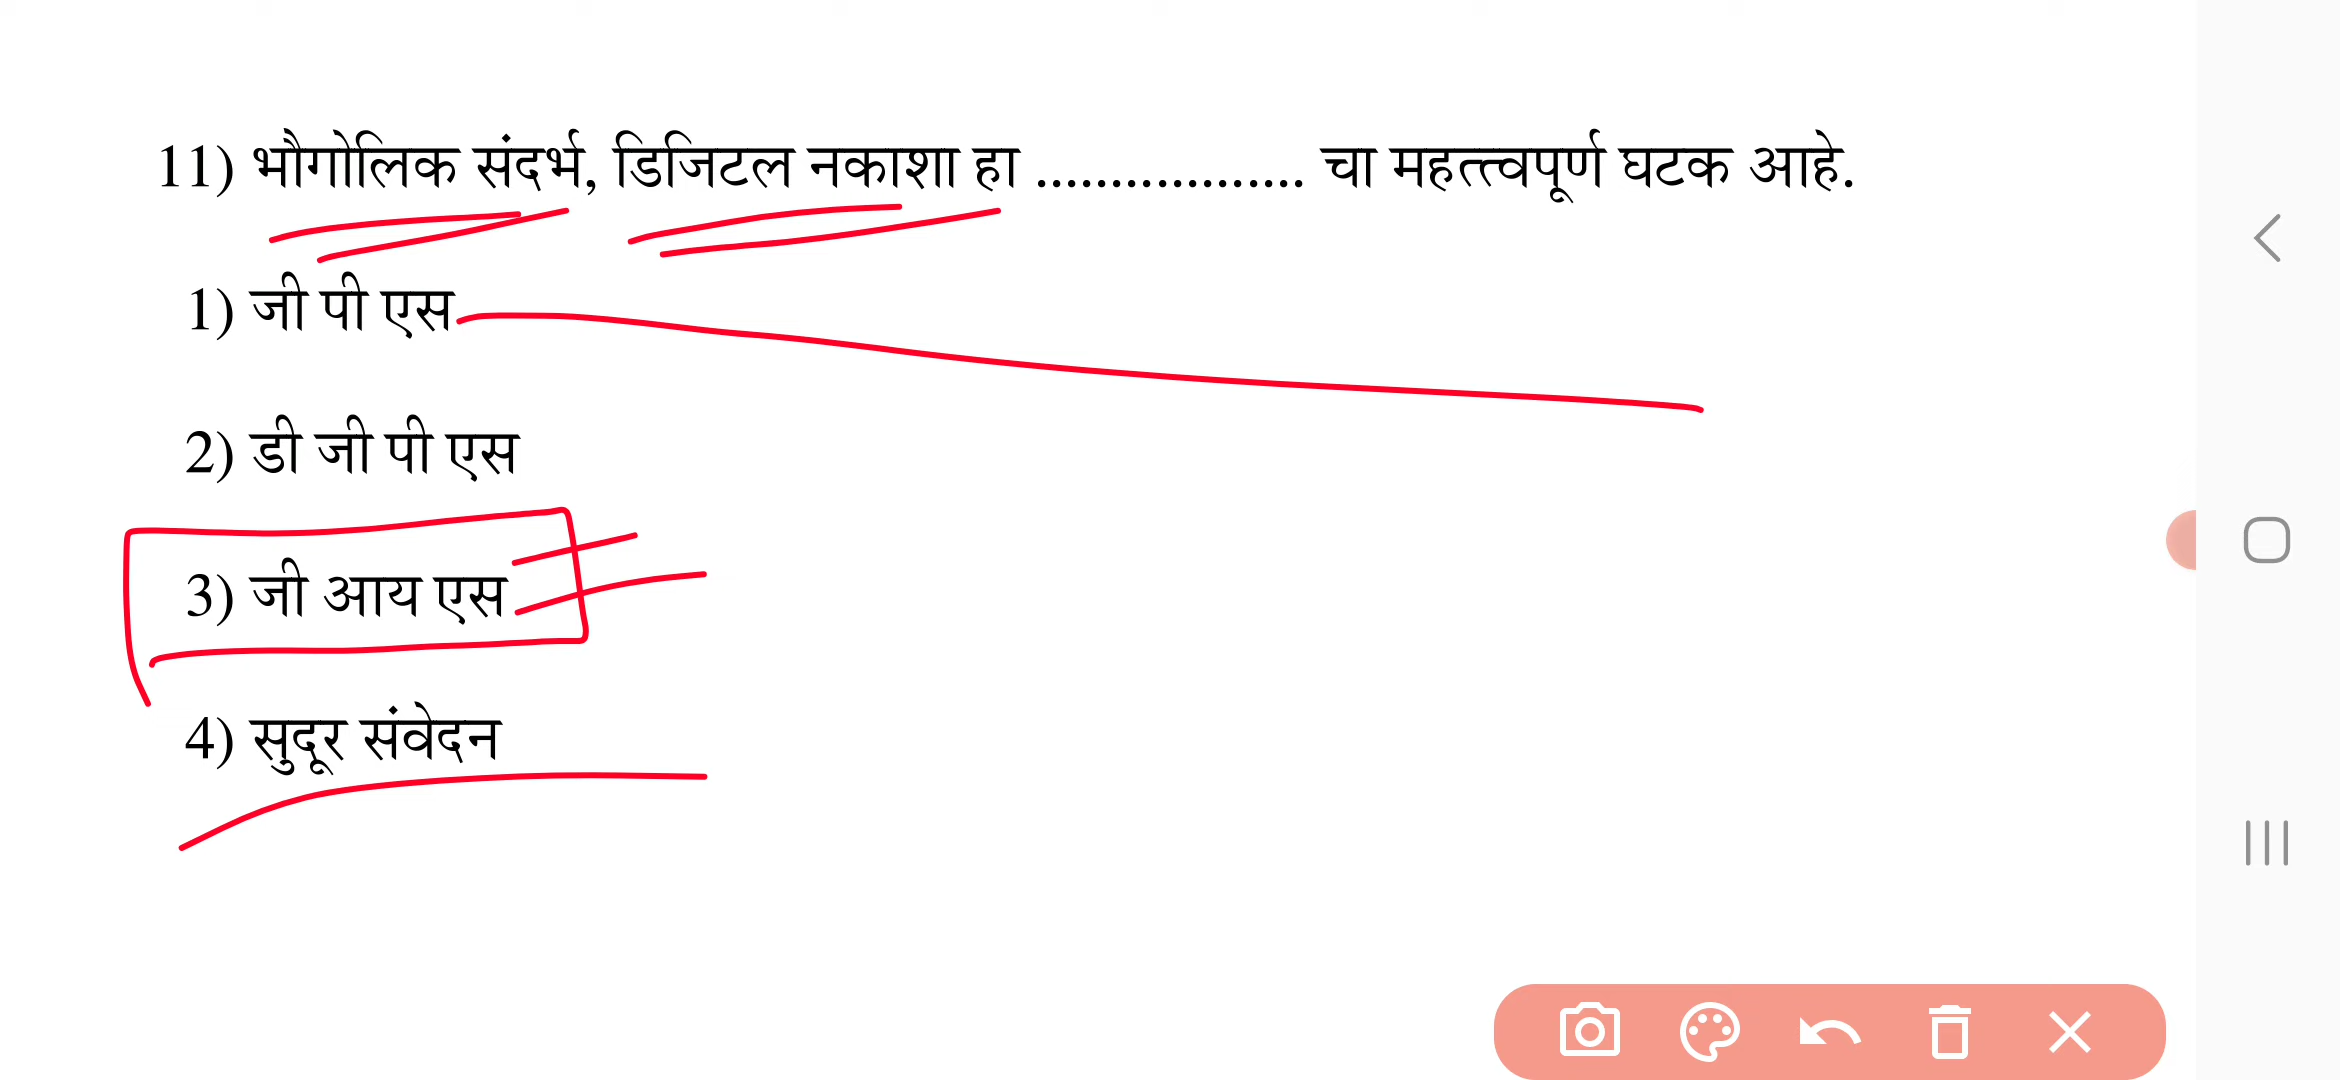 11) भौगोलिक संदर्भ, डिजिटल नकाशा हा .................. चा महत्त्वपूर्ण घटक आहे.
1) जी पी एस
2) डी जी पी एस
3) जी आय एस
4) सुदूर संवेदन